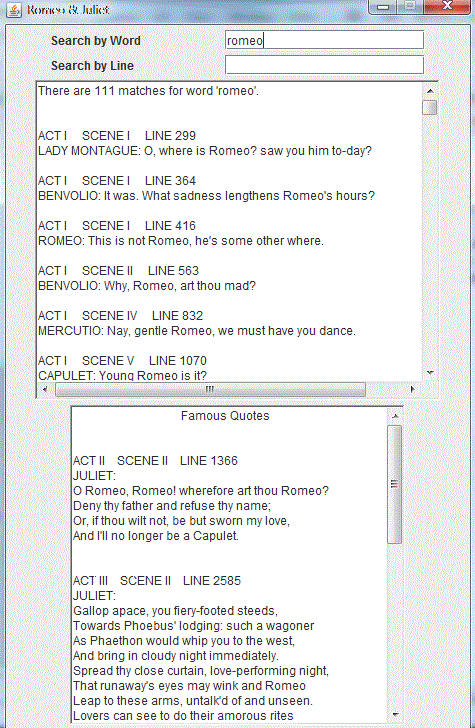 Romeo & Juliet
Search by Word romeo
Search by Line
There are 111 matches for word 'romeo'.
ACT I SCENE I LINE 299
LADY MONTAGUE: O, where is Romeo? saw you him to-day?
ACT I SCENE I LINE 364
BENVOLIO: It was. What sadness lengthens Romeo's hours?
ACT I SCENE I LINE 416
ROMEO: This is not Romeo, he's some other where.
ACT I SCENE II LINE 563
BENVOLIO: Why, Romeo, art thou mad?
ACT I SCENE IV LINE 832
MERCUTIO: Nay, gentle Romeo, we must have you dance.
ACT I SCENE V LINE 1070
CAPULET: Young Romeo is it?
Famous Quotes
ACT II SCENE II LINE 1366
JULIET:
O Romeo, Romeo! wherefore art thou Romeo?
Deny thy father and refuse thy name;
Or, if thou wilt not, be but sworn my love,
And I'll no longer be a Capulet.
ACT III SCENE II LINE 2585
JULIET:
Gallop apace, you fiery-footed steeds,
Towards Phoebus' lodging: such a wagoner
As Phaethon would whip you to the west,
And bring in cloudy night immediately.
Spread thy close curtain, love-performing night,
That runaway's eyes may wink and Romeo
Leap to these arms, untalk'd of and unseen.
Lovers can see to do their amorous rites